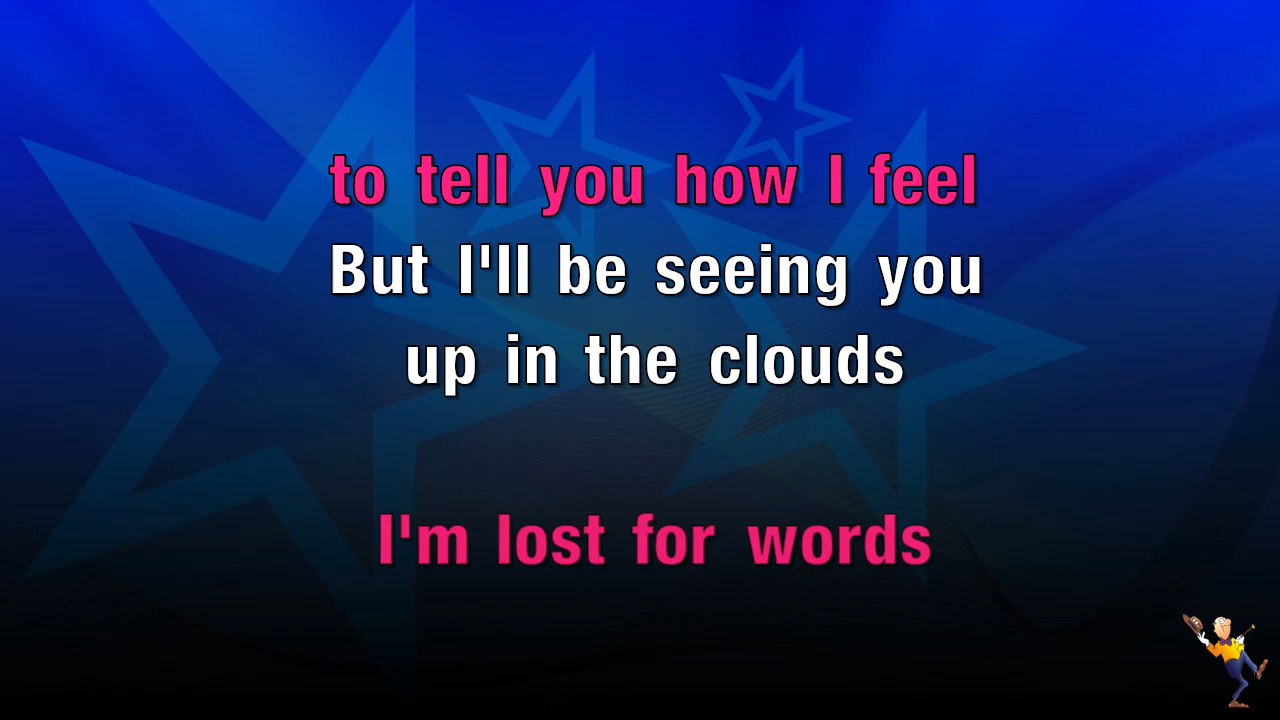 to tell you how I feel
But I'll be seeing you
up in the clouds
I'm lost for words